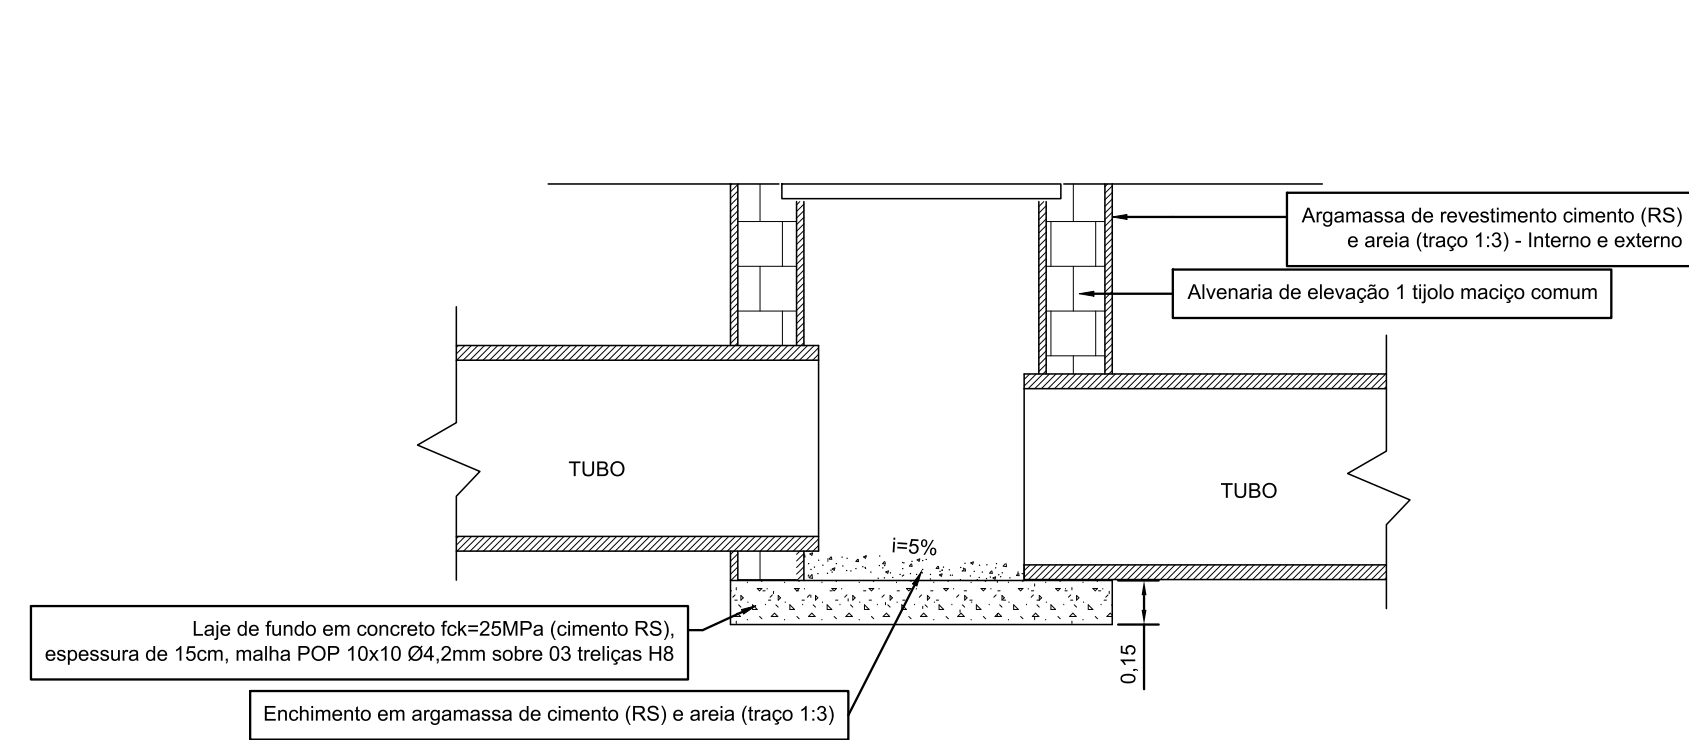 Argamassa de revestimento cimento (RS)
e areia (traço 1:3) - Interno e externo
Alvenaria de elevação 1 tijolo maciço comum
TUBO
TUBO
i=5%
Laje de fundo em concreto fck=25MPa (cimento RS),
espessura de 15cm, malha POP 10x10 Ø4,2mm sobre 03 treliças H8
0,15
Enchimento em argamassa de cimento (RS) e areia (traço 1:3)